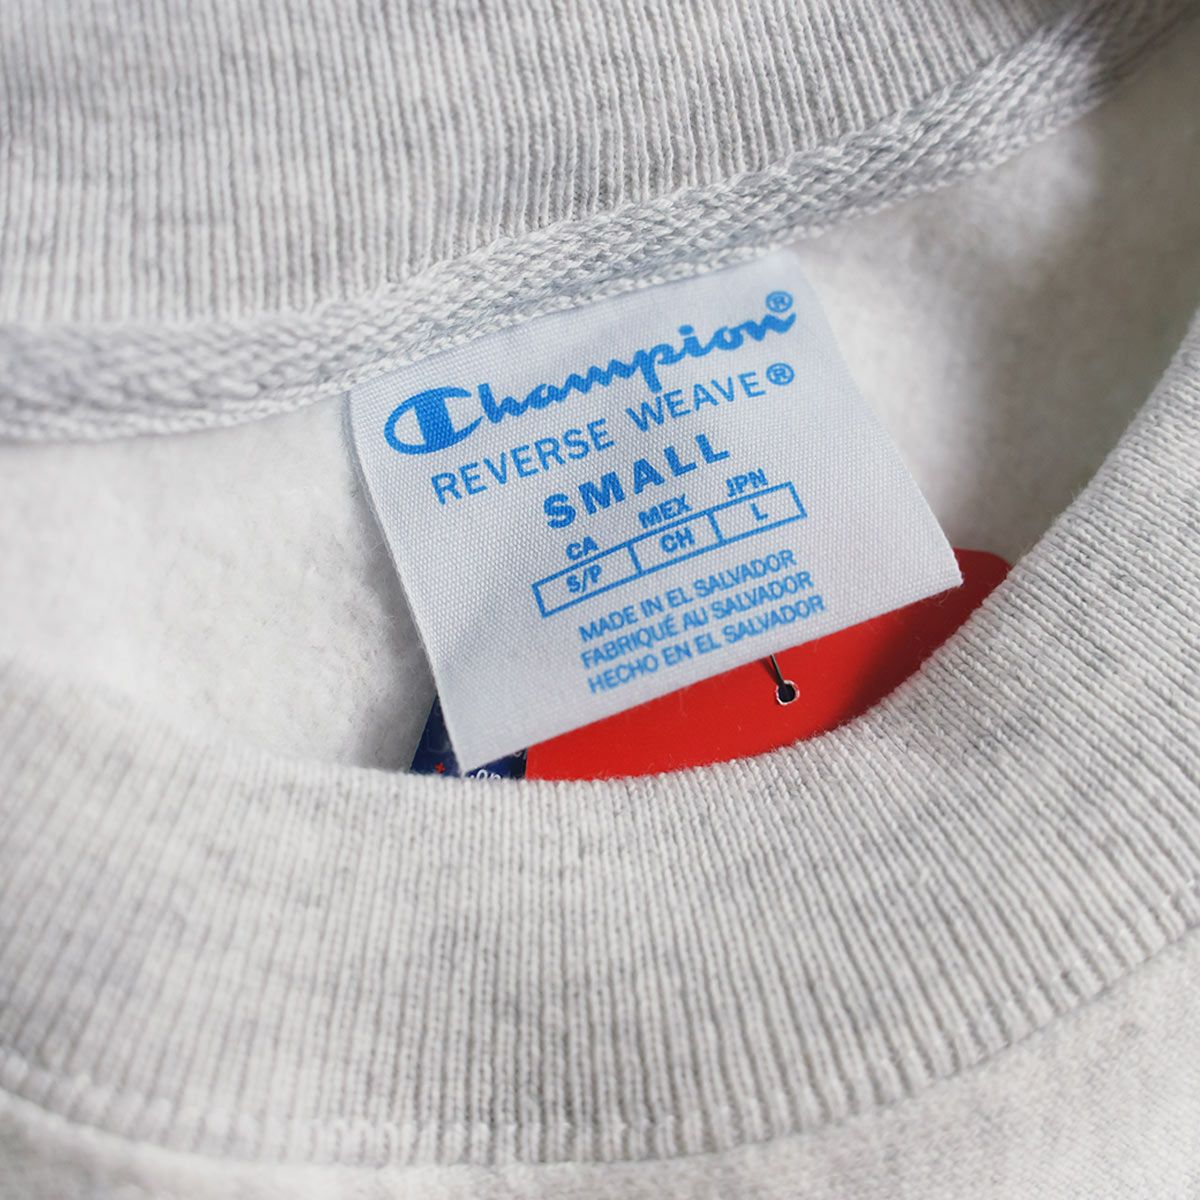 Champion®
REVERSE WEAVE®
SMALL
CA MEX JPN
S/P CH L
MADE IN EL SALVADOR
FABRIQUÉ AU SALVADOR
HECHO EN EL SALVADOR